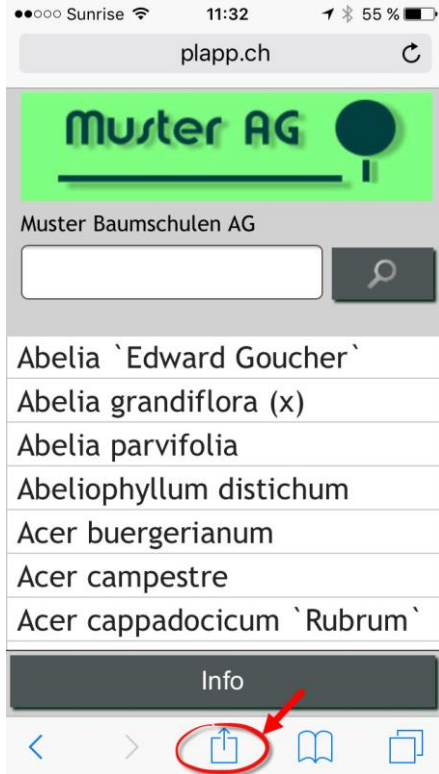 Sunrise 11:32 55 %
plapp.ch
Muster AG
Muster Baumschulen AG
Abelia `Edward Goucher`
Abelia grandiflora (x)
Abelia parvifolia
Abeliophyllum distichum
Acer buergerianum
Acer campestre
Acer cappadocicum `Rubrum`
Info